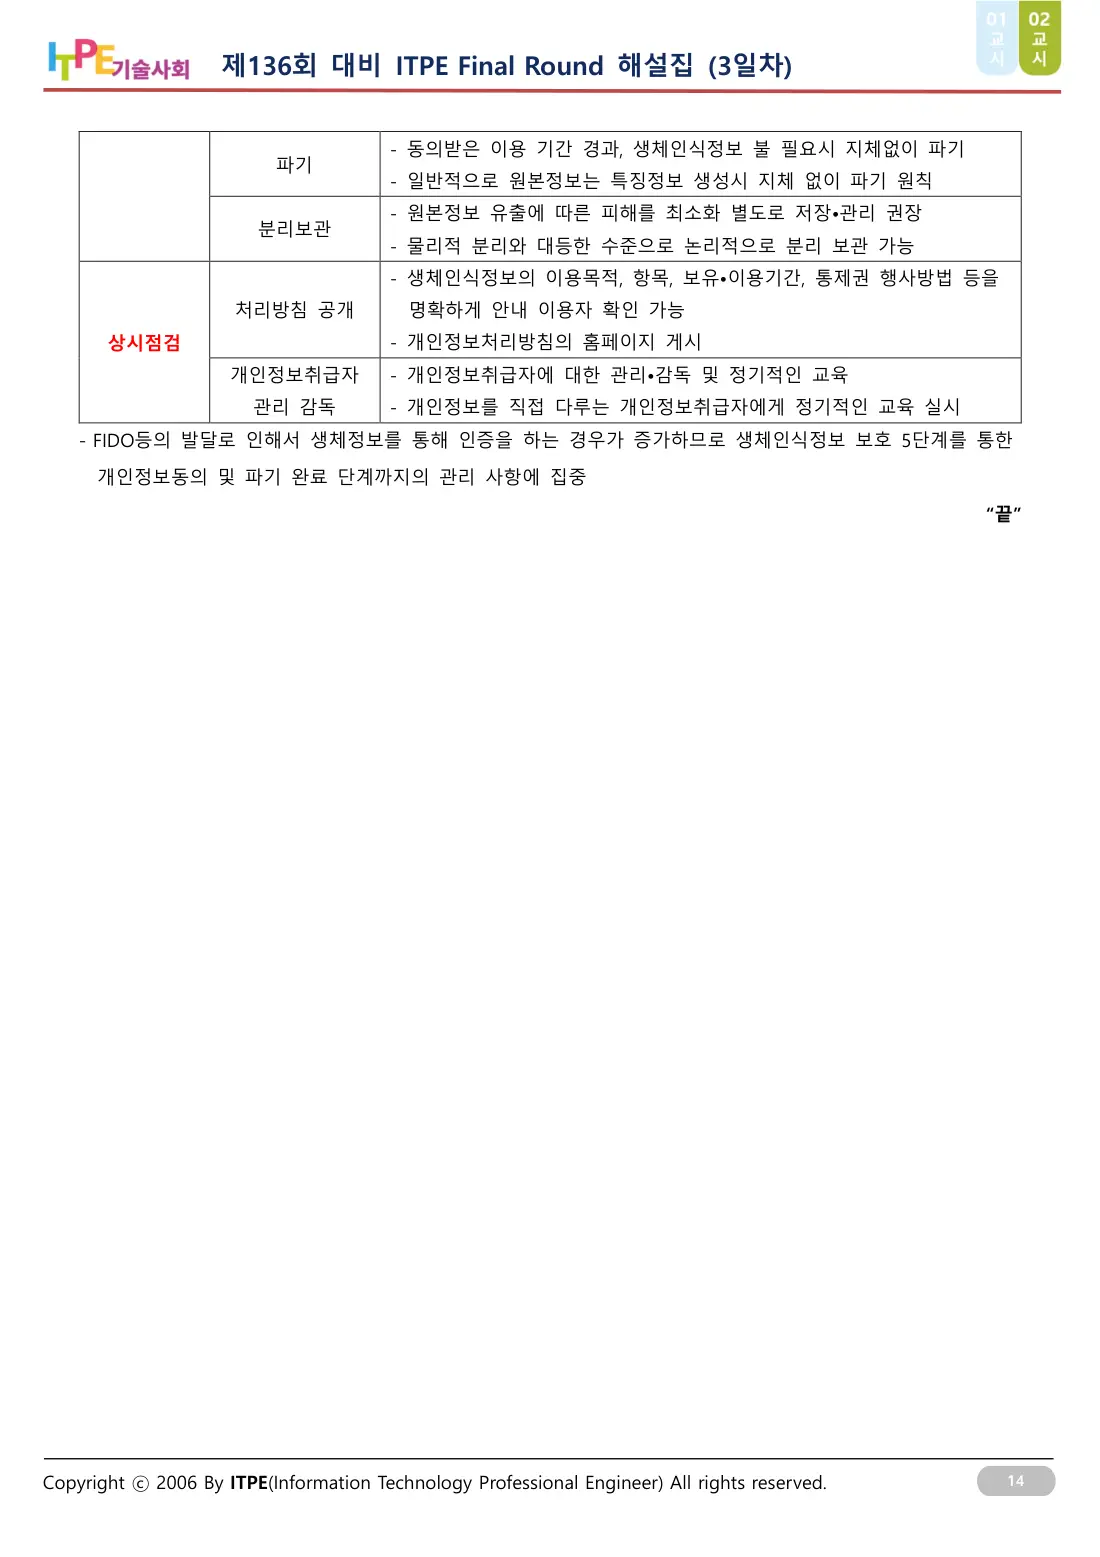 ITPE기술사회 제136회 대비 ITPE Final Round 해설집 (3일차)
01
교
시
02
교
시
파기
- 동의받은 이용 기간 경과, 생체인식정보 불 필요시 지체없이 파기
- 일반적으로 원본정보는 특징정보 생성시 지체 없이 파기 원칙
분리보관
- 원본정보 유출에 따른 피해를 최소화 별도로 저장•관리 권장
- 물리적 분리와 대등한 수준으로 논리적으로 분리 보관 가능
상시점검
처리방침 공개
- 생체인식정보의 이용목적, 항목, 보유•이용기간, 통제권 행사방법 등을
명확하게 안내 이용자 확인 가능
- 개인정보처리방침의 홈페이지 게시
개인정보취급자
관리 감독
- 개인정보취급자에 대한 관리•감독 및 정기적인 교육
- 개인정보를 직접 다루는 개인정보취급자에게 정기적인 교육 실시
- FIDO등의 발달로 인해서 생체정보를 통해 인증을 하는 경우가 증가하므로 생체인식정보 보호 5단계를 통한
개인정보동의 및 파기 완료 단계까지의 관리 사항에 집중
“끝”
Copyright ⓒ 2006 By ITPE(Information Technology Professional Engineer) All rights reserved.
14